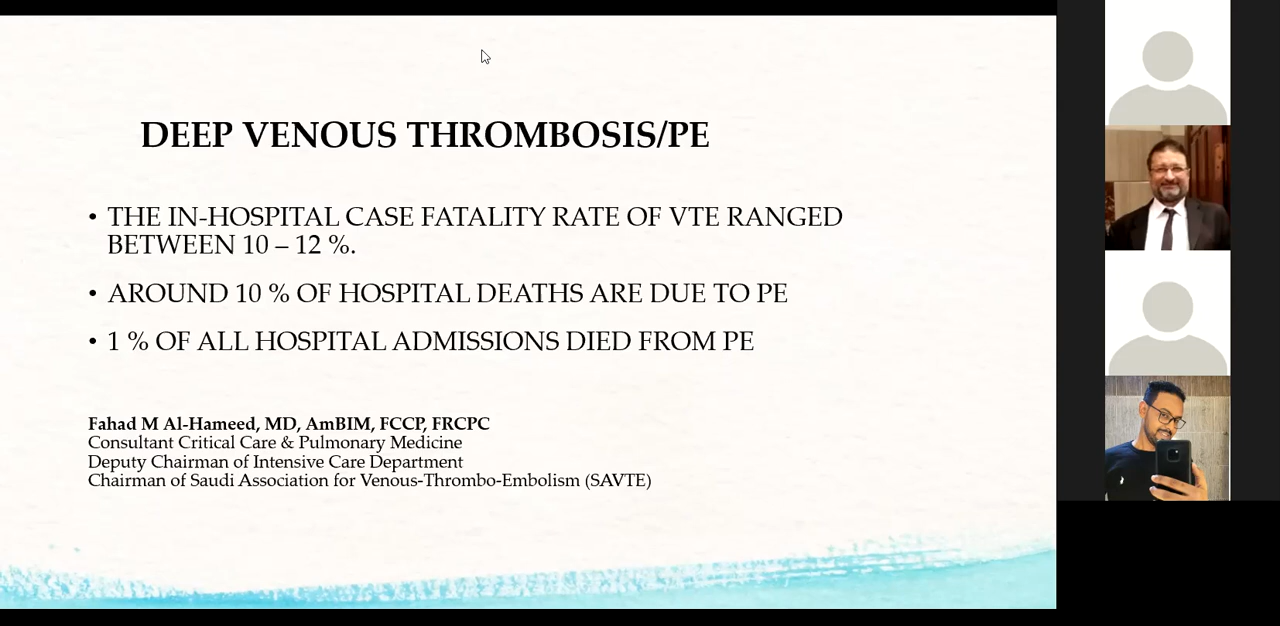 DEEP VENOUS THROMBOSIS/PE
• THE IN-HOSPITAL CASE FATALITY RATE OF VTE RANGED
BETWEEN 10 – 12 %.
• AROUND 10 % OF HOSPITAL DEATHS ARE DUE TO PE
• 1 % OF ALL HOSPITAL ADMISSIONS DIED FROM PE
Fahad M Al-Hameed, MD, AmBIM, FCCP, FRCPC
Consultant Critical Care & Pulmonary Medicine
Deputy Chairman of Intensive Care Department
Chairman of Saudi Association for Venous-Thrombo-Embolism (SAVTE)